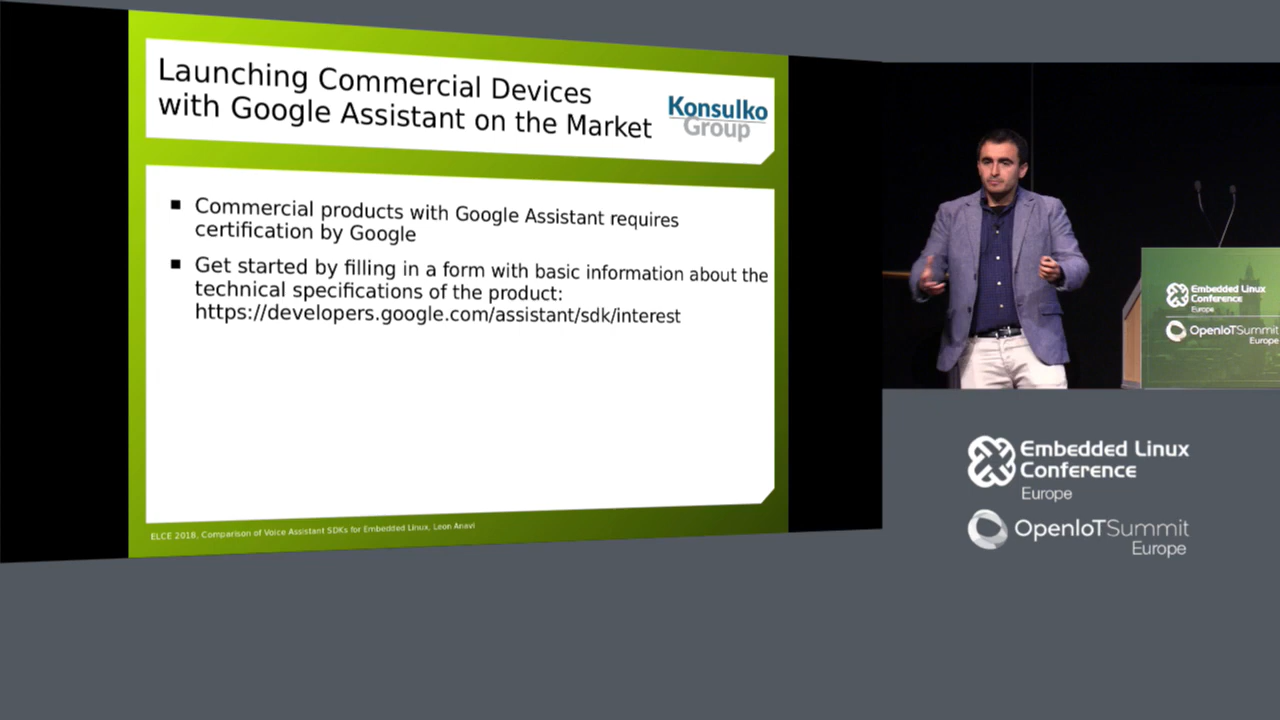 Launching Commercial Devices
with Google Assistant on the Market
Konsulko
Group
Commercial products with Google Assistant requires
certification by Google
Get started by filling in a form with basic information about the
technical specifications of the product:
https://developers.google.com/assistant/sdk/interest
ELCE 2018, Comparison of Voice Assistant SDKs for Embedded Linux, Leon Anavi
Embedded Linux
Conference
Europe
OpenIoTSummit
Europe
Embedded Linux
Conference
Europe
OpenIoTSummit
Europe